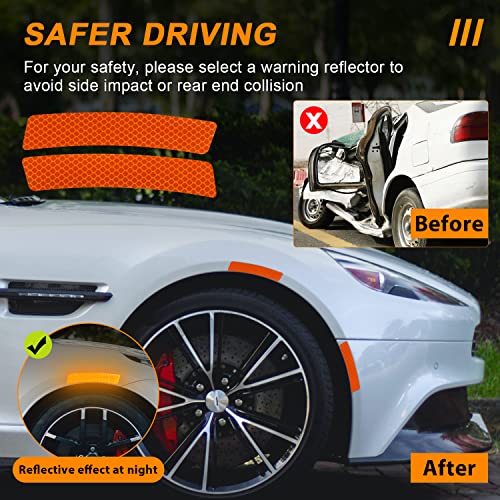 SAFER DRIVING
For your safety, please select a warning reflector to
avoid side impact or rear end collision
X
Before
Reflective effect at night
After